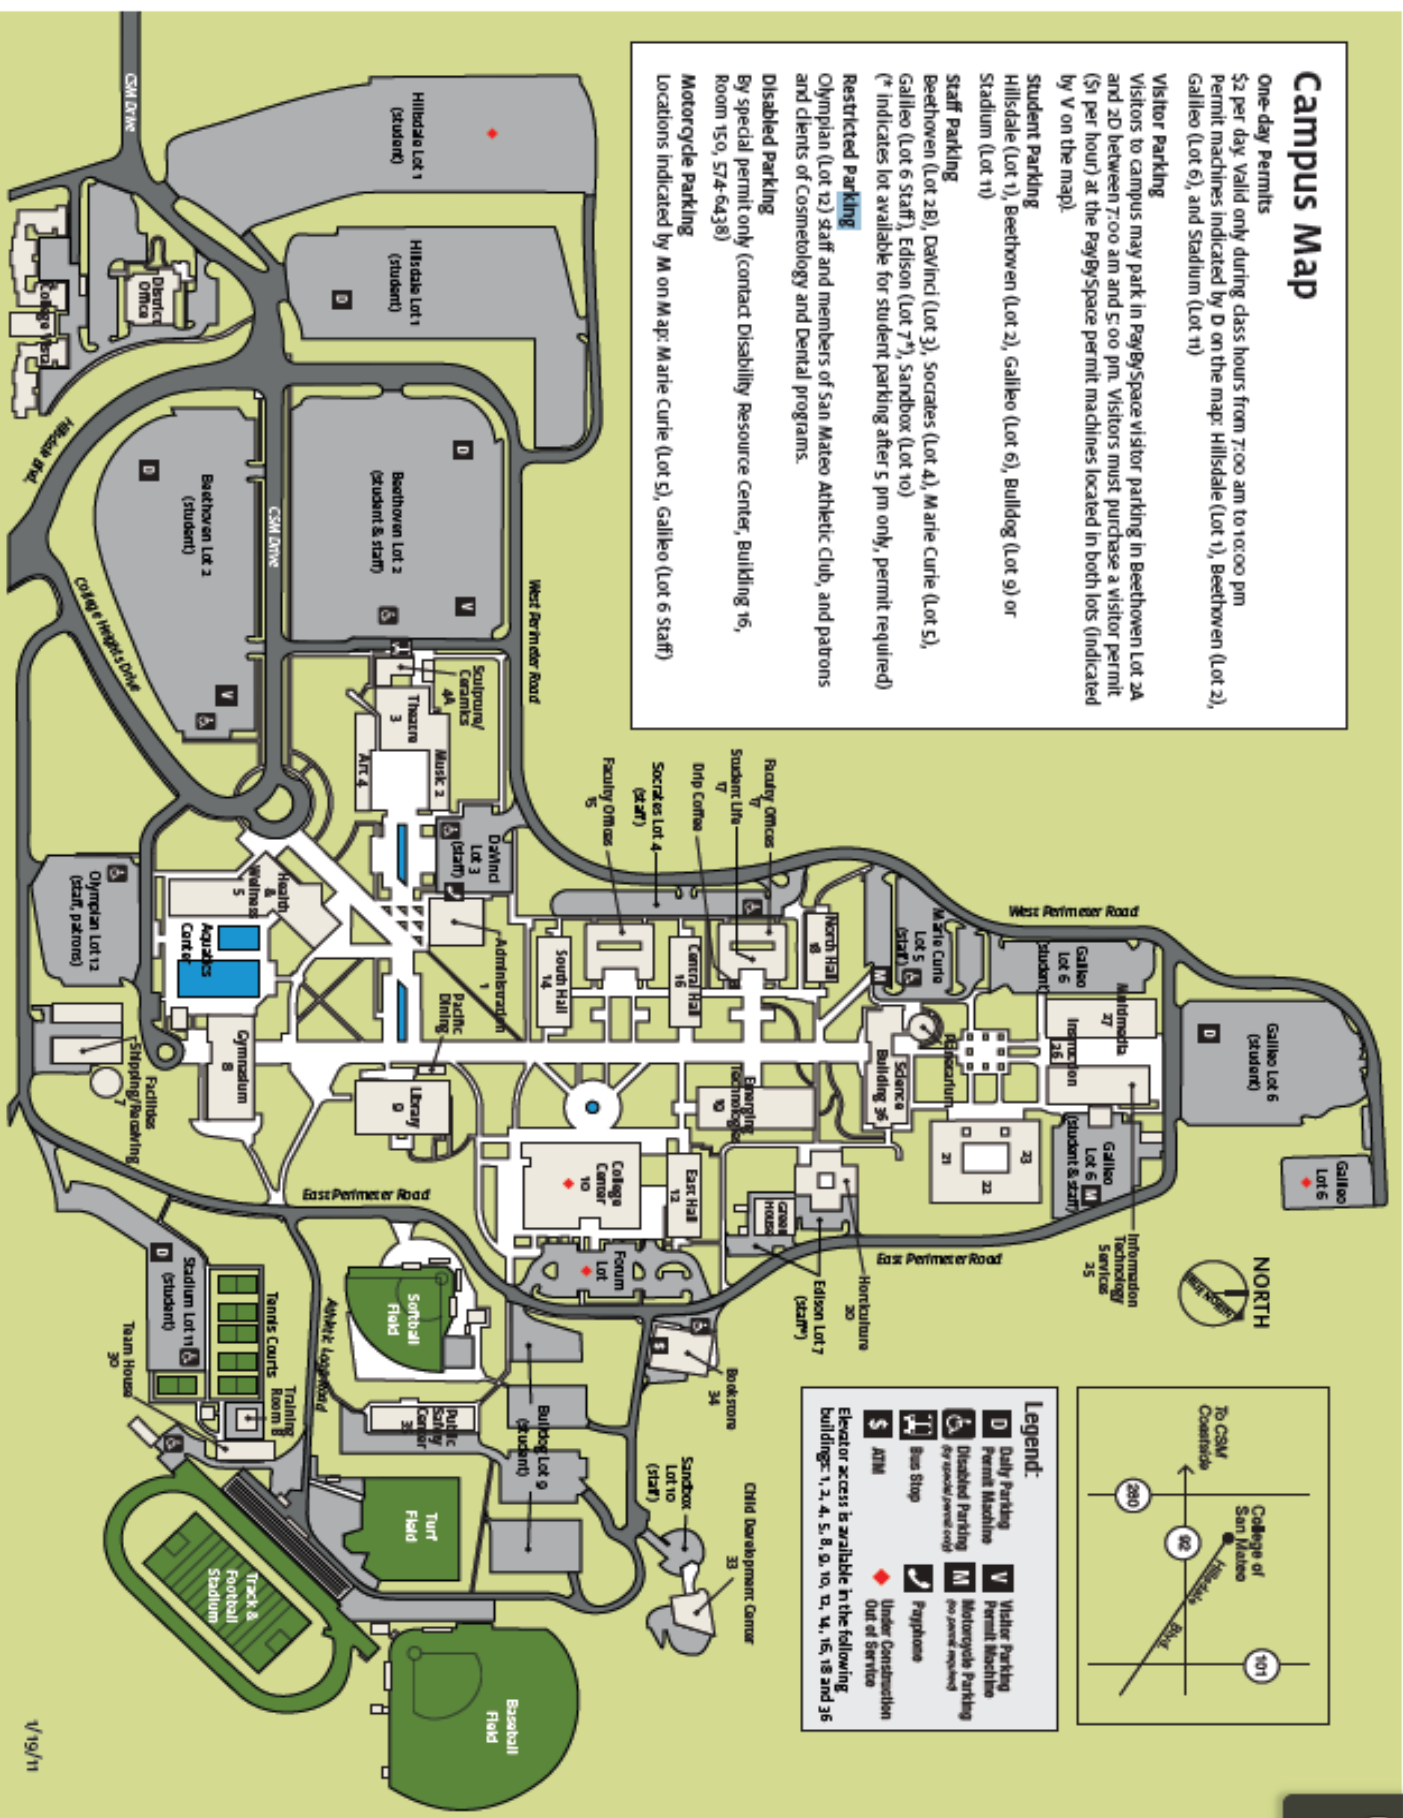 Campus Map
One-day Permits
$2 per day. Valid only during class hours from 7:00 am to 10:00 pm
Permit machines indicated by D on the map: Hillsdale (Lot 1), Beethoven (Lot 2),
Galileo (Lot 6), and Stadium (Lot 11)
Visitor Parking
Visitors to campus may park in PayBySpace visitor parking in Beethoven Lot 2A
and 2D between 7:00 am and 5:00 pm. Visitors must purchase a visitor permit
($1 per hour) at the PayBySpace permit machines located in both lots (indicated
by V on the map).
Student Parking
Hillsdale (Lot 1), Beethoven (Lot 2), Galileo (Lot 6), Bulldog (Lot 9) or
Stadium (Lot 11)
Staff Parking
Beethoven (Lot 2B), DaVinci (Lot 3), Socrates (Lot 4), Marie Curie (Lot 5),
Galileo (Lot 6 Staff), Edison (Lot 7*), Sandbox (Lot 10)
(* indicates lot available for student parking after 5 pm only, permit required)
Restricted Parking
Olympian (Lot 12) staff and members of San Mateo Athletic club, and patrons
and clients of Cosmetology and Dental programs.
Disabled Parking
By special permit only (contact Disability Resource Center, Building 16,
Room 150, 574-6438)
Motorcycle Parking
Locations indicated by M on Map: Marie Curie (Lot 5), Galileo (Lot 6 Staff)
NORTH
TRUE NORTH
To CSM
Coastside
College of
San Mateo
280
92
101
Hillsdale Blvd.
Legend:
D Daily Parking
Permit Machine
Disabled Parking
(by special permit only)
Bus Stop
$ ATM
V Visitor Parking
Permit Machine
M Motorcycle Parking
(no permit required)
Payphone
Under Construction
Out of Service
Elevator access is available in the following
buildings: 1, 2, 4, 5, 8, 9, 10, 12, 14, 16, 18 and 36
Galileo Lot 6
(student)
D
Galileo
Lot 6
West Perimeter Road
Galileo
Lot 6
(student)
Multimedia
27
Instruction
26
Galileo
Lot 6
(student & staff)
M
Information
Technology
Services
25
Marie Curie
Lot 5
(staff)
M
Planetarium
Science
Building 36
23
22
21
East Perimeter Road
North Hall
18
Faculty Offices
17
Student Life
17
Drip Coffee
Socrates Lot 4
(staff)
Faculty Offices
15
Central Hall
16
South Hall
14
Emerging
Technologies
19
Horticulture
20
Green
House
Edison Lot 7
(staff*)
East Hall
12
College
Center
10
Forum
Lot
Bookstore
34
$
Sandbox
Lot 10
(staff)
Child Development Center
33
Bulldog Lot 9
(student)
West Perimeter Road
Hillsdale Lot 1
(student)
Hillsdale Lot 1
(student)
D
CSM Drive
District
Office
College Vista
Hillsdale Blvd.
D
Beethoven Lot 2
(student & staff)
V
CSM Drive
Beethoven Lot 2
(student)
D
V
College Heights Drive
Sculpture/
Ceramics
4A
Theatre
3
Music 2
Art 4
DaVinci
Lot 3
(staff)
Administration
1
Pacific
Dining
Library
9
Health
&
Wellness
5
Aquatics
Center
Gymnasium
8
Olympian Lot 12
(staff, patrons)
Facilities
Shipping/Receiving
7
East Perimeter Road
Athletic Loop Road
Softball
Field
Public
Safety
Center
35
Turf
Field
Stadium Lot 11
(student)
D
Tennis Courts
Training
Room B
Team House
30
Track &
Football
Stadium
Baseball
Field
1/19/11